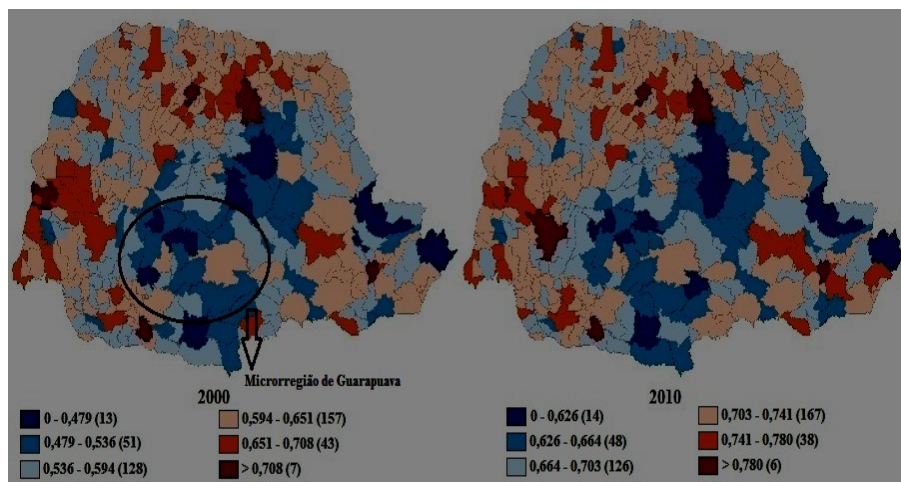 Microrregião de Guarapuava
2000
0 - 0,479 (13)
0,479 - 0,536 (51)
0,536 - 0,594 (128)
0,594 - 0,651 (157)
0,651 - 0,708 (43)
> 0,708 (7)
2010
0 - 0,626 (14)
0,626 - 0,664 (48)
0,664 - 0,703 (126)
0,703 - 0,741 (167)
0,741 - 0,780 (38)
> 0,780 (6)